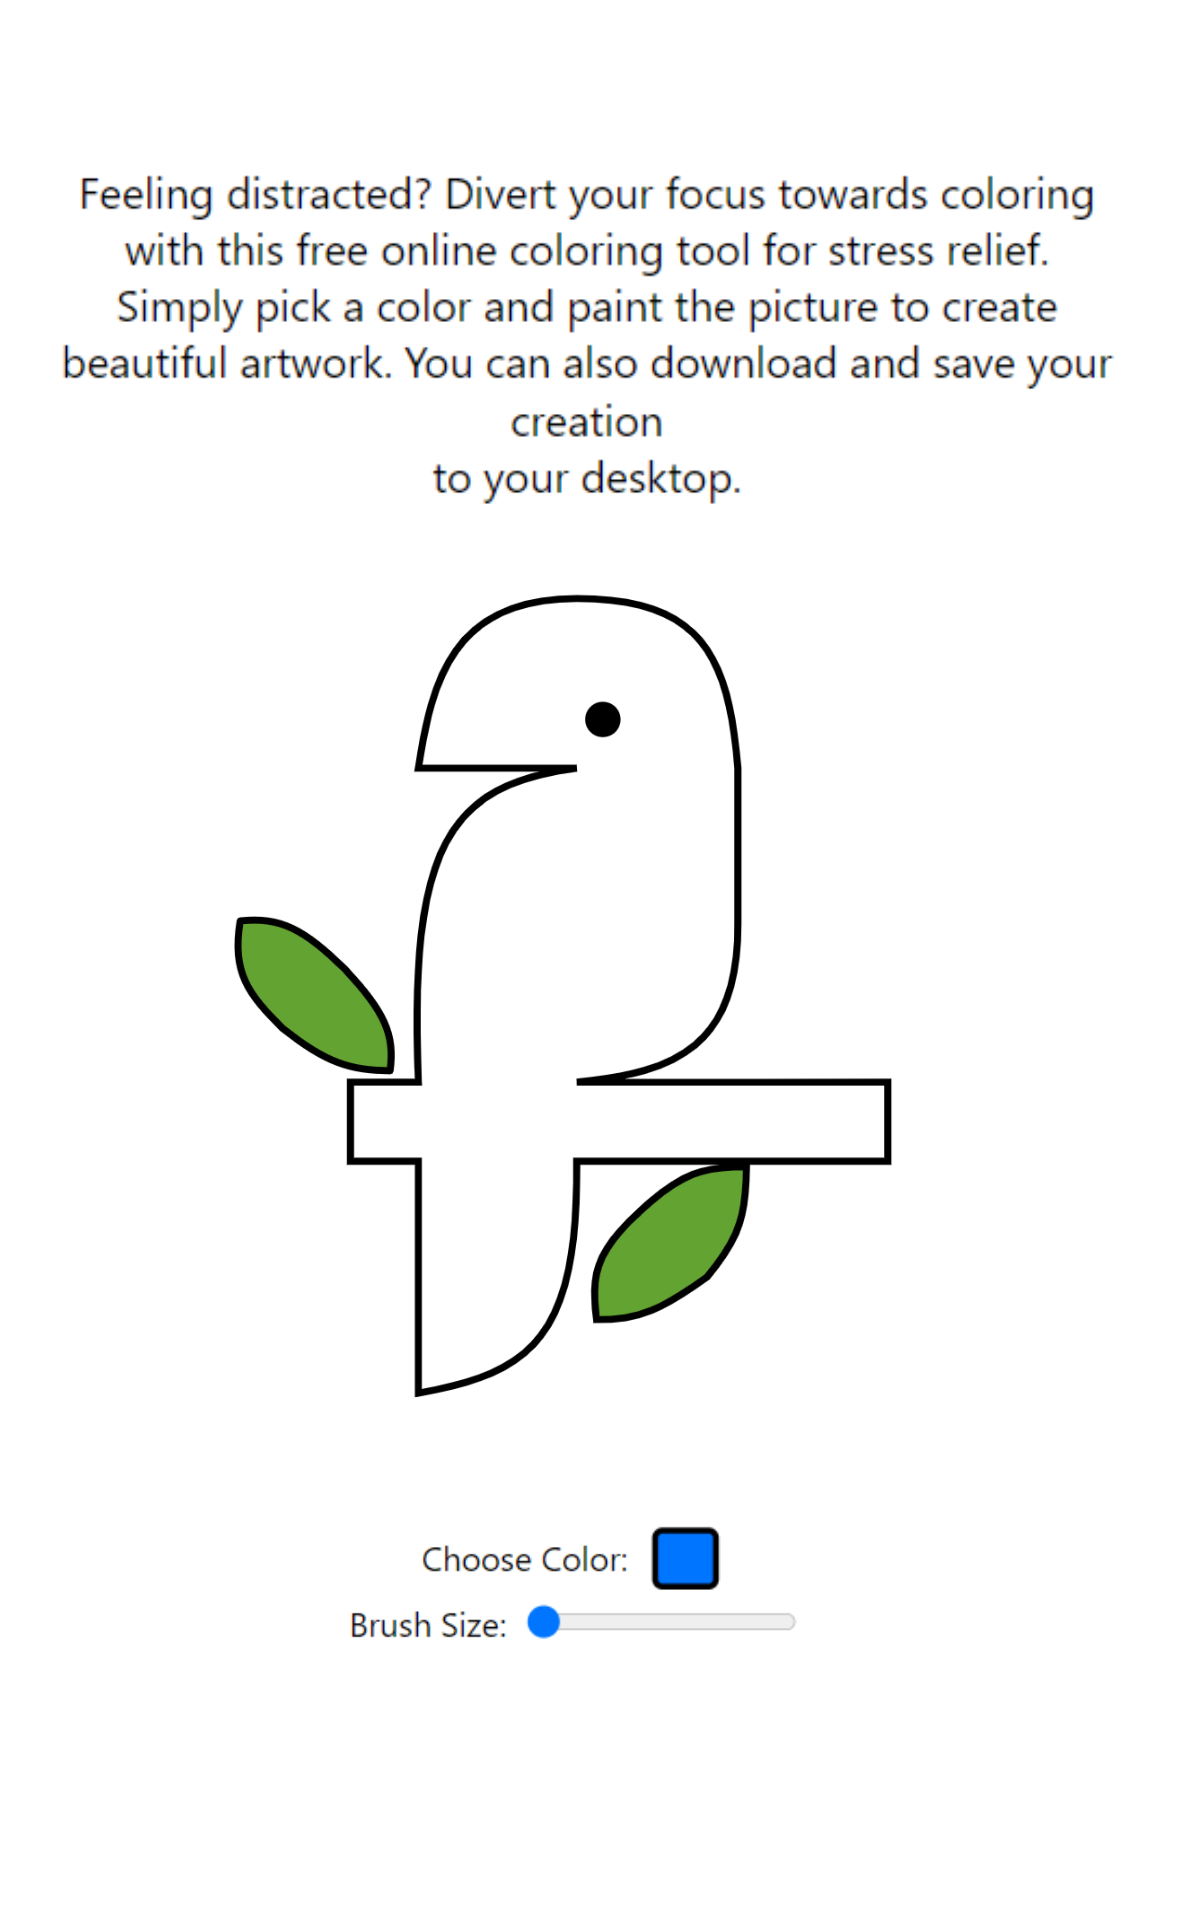 Feeling distracted? Divert your focus towards coloring
with this free online coloring tool for stress relief.
Simply pick a color and paint the picture to create
beautiful artwork. You can also download and save your
creation
to your desktop.
Choose Color:
Brush Size: